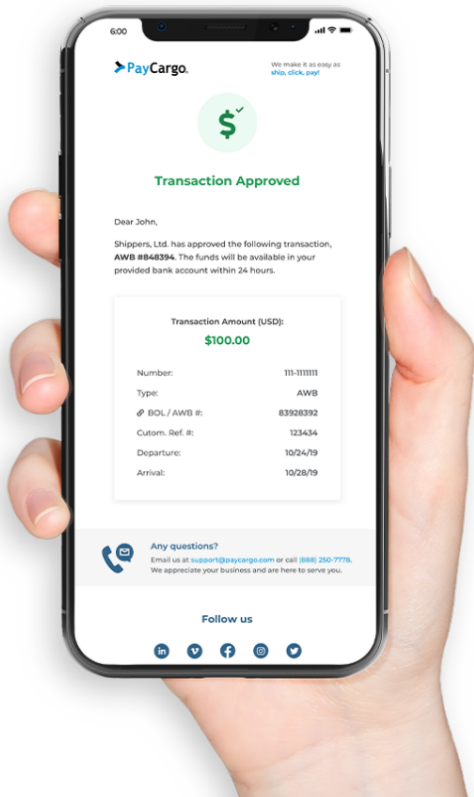 6:00
PayCargo.
We make it as easy as
ship, click, pay!
$
Transaction Approved
Dear John,
Shippers, Ltd. has approved the following transaction,
AWB #848394. The funds will be available in your
provided bank account within 24 hours.
Transaction Amount (USD):
$100.00
Number: 111-1111111
Type: AWB
BOL / AWB #: 83928392
Cutom. Ref. #: 123434
Departure: 10/24/19
Arrival: 10/28/19
Any questions?
Email us at support@paycargo.com or call (888) 250-7778.
We appreciate your business and are here to serve you.
Follow us
in